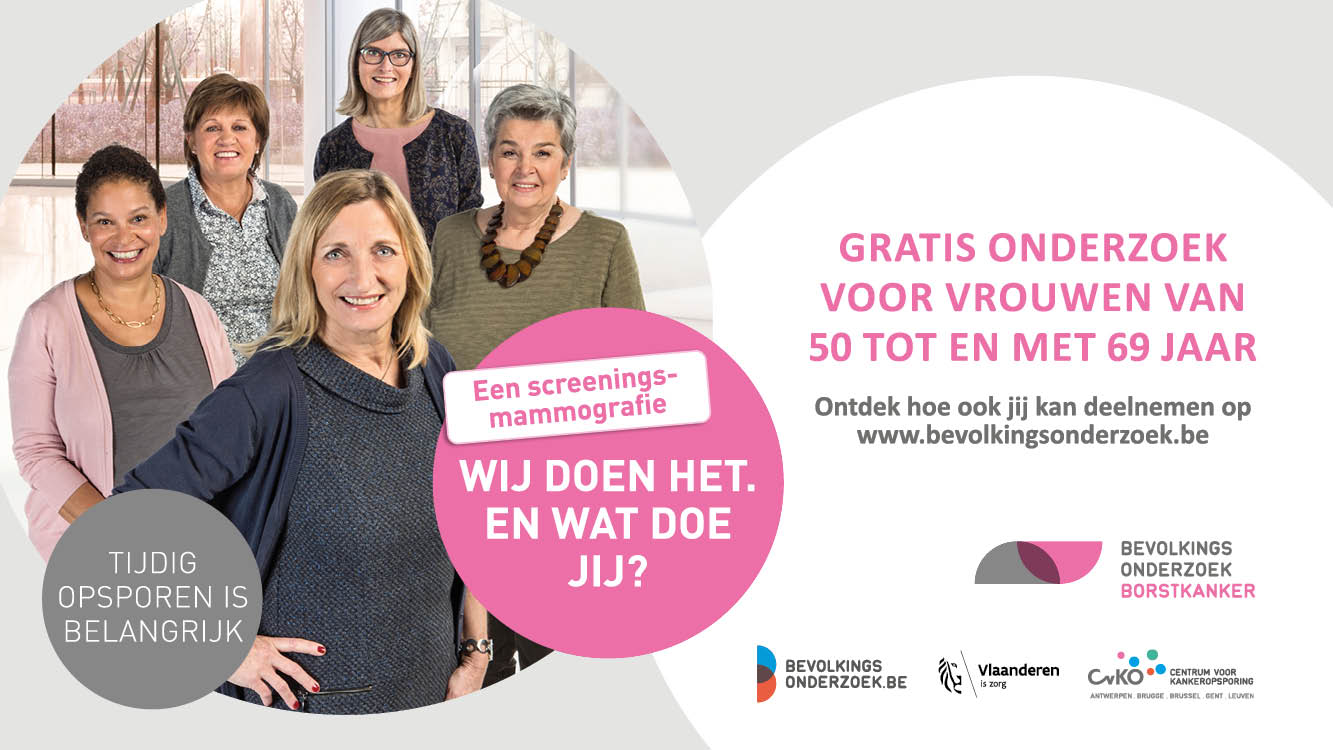 Een screenings-
mammografie
WIJ DOEN HET.
EN WAT DOE
JIJ?
TIJDIG
OPSPOREN IS
BELANGRIJK
GRATIS ONDERZOEK
VOOR VROUWEN VAN
50 TOT EN MET 69 JAAR
Ontdek hoe ook jij kan deelnemen op
www.bevolkingsonderzoek.be
BEVOLKINGS
ONDERZOEK
BORSTKANKER
BEVOLKINGS
ONDERZOEK.BE
Vlaanderen
is zorg
CvKO
CENTRUM VOOR
KANKEROPSPORING
ANTWERPEN . BRUGGE . BRUSSEL . GENT . LEUVEN